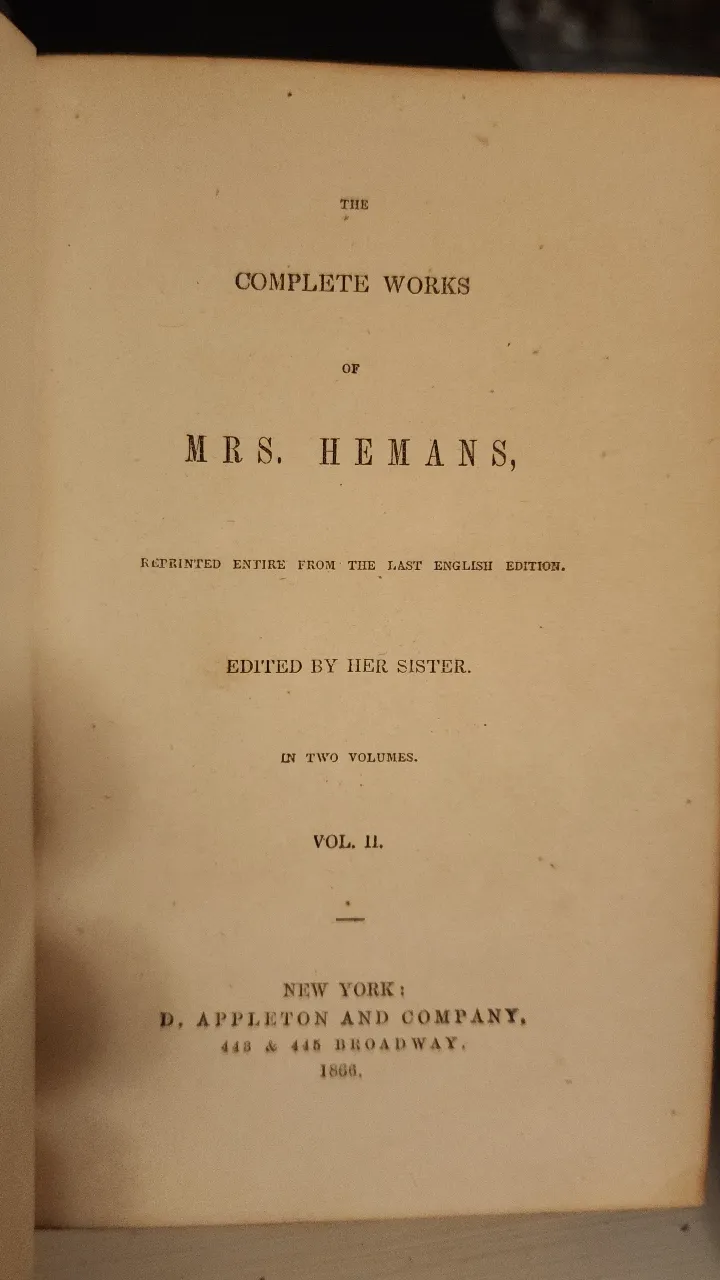 THE
COMPLETE WORKS
OF
MRS. HEMANS,
REPRINTED ENTIRE FROM THE LAST ENGLISH EDITION.
EDITED BY HER SISTER.
IN TWO VOLUMES.
VOL. II.
NEW YORK:
D. APPLETON AND COMPANY,
443 & 445 BROADWAY.
1866.